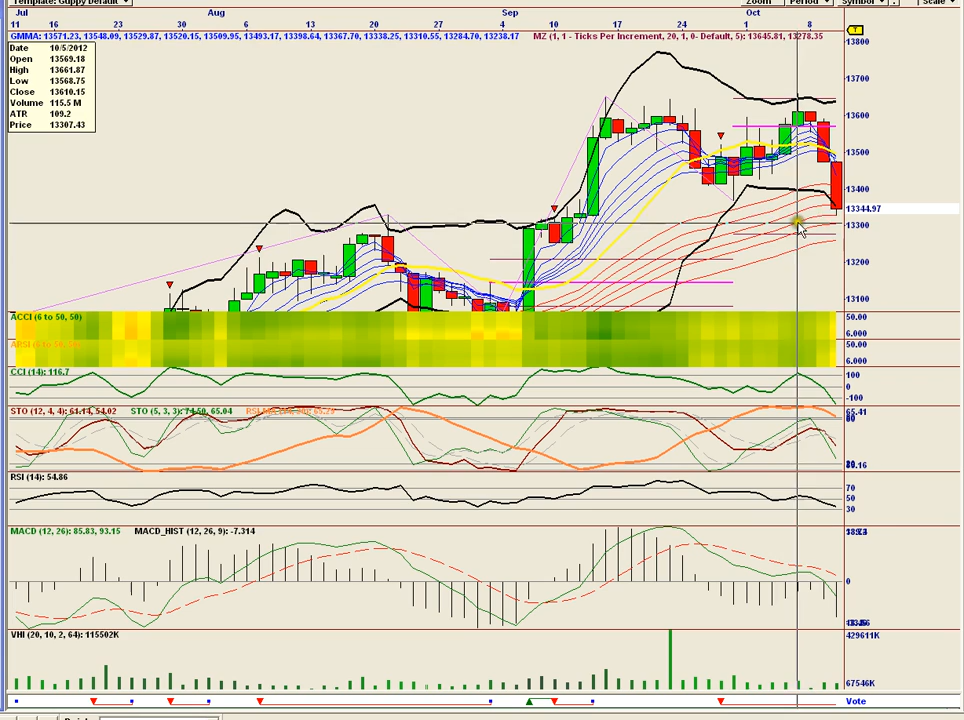 Template: Guppy Default
Zoom Period Symbol Scale
Jul Aug Sep Oct
11 16 23 30 6 13 20 27 4 10 17 24 1 8
GMMA: 13571.23, 13548.09, 13529.87, 13520.15, 13509.95, 13493.17, 13398.64, 13367.70, 13338.25, 13310.55, 13284.70, 13238.17 MZ (1, 1 - Ticks Per Increment, 20, 1, 0- Default, 5): 13645.81, 13278.35
Date 10/5/2012
Open 13569.18
High 13661.87
Low 13568.75
Close 13610.15
Volume 115.5 M
ATR 109.2
Price 13307.43
13800
13700
13600
13500
13400
13344.97
13300
13200
13100
ACCI (6 to 50, 50) 50.00
6.000
50.00
6.000
CCI (14): 116.7 100
0
-100
STO (12, 4, 4): 61.14, 54.02 STO (5, 3, 3): 74.50, 65.04 65.41
80
RSI (14): 54.86
70
50
30
MACD (12, 26): 85.83, 93.15 MACD_HIST (12, 26, 9): -7.314
0
VHI (20, 10, 2, 64): 115502K 429611K
67546K
Vote